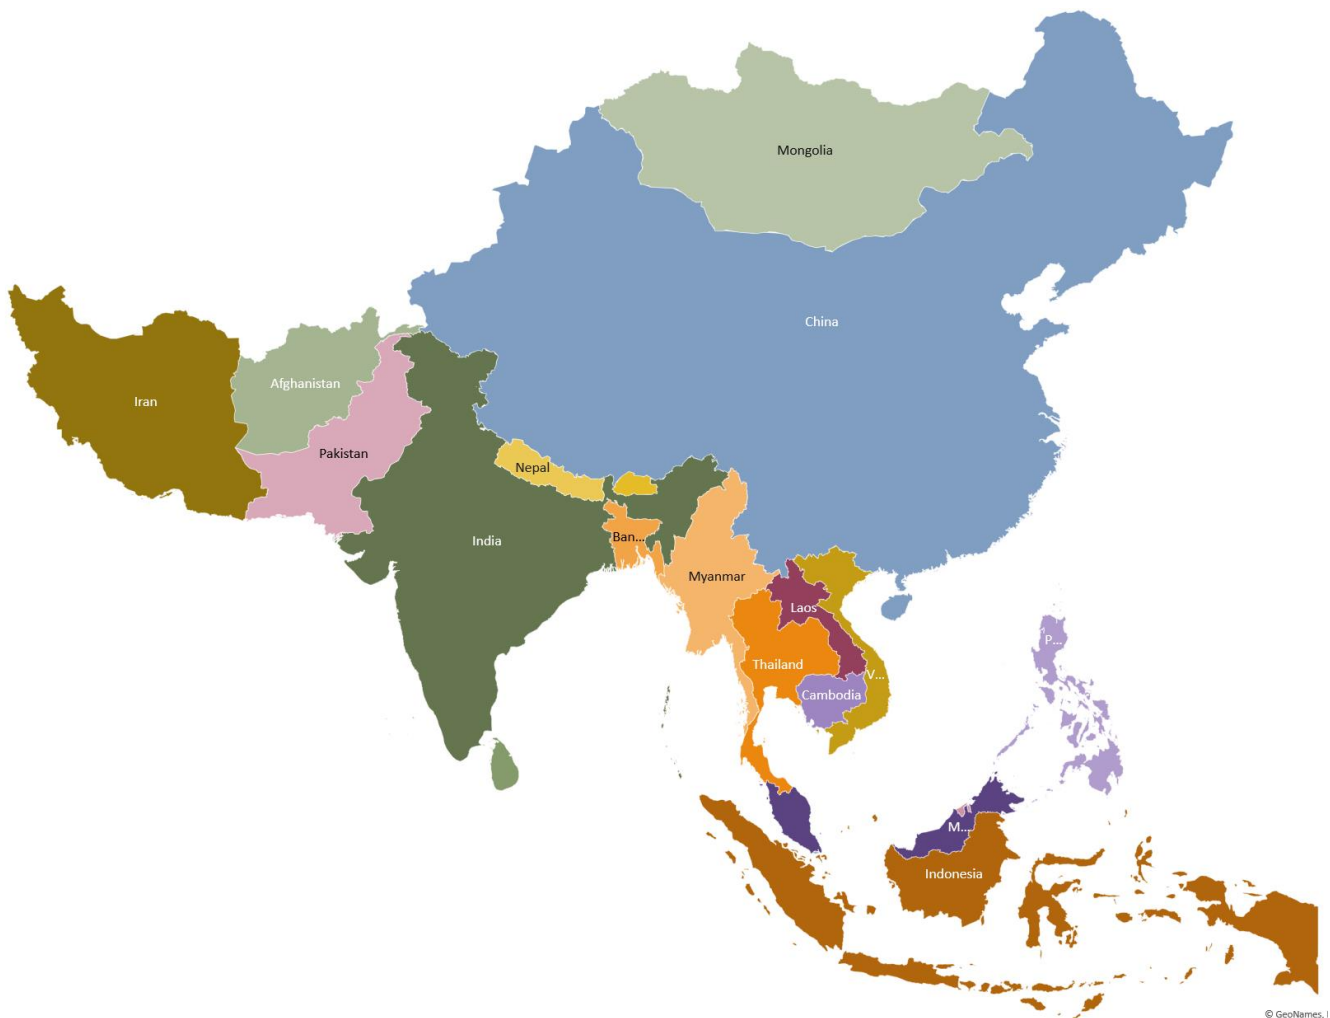 Mongolia
China
Afghanistan
Iran
Pakistan
Nepal
India
Ban...
Myanmar
Laos
P...
Thailand
V...
Cambodia
M...
Indonesia
© GeoNames,